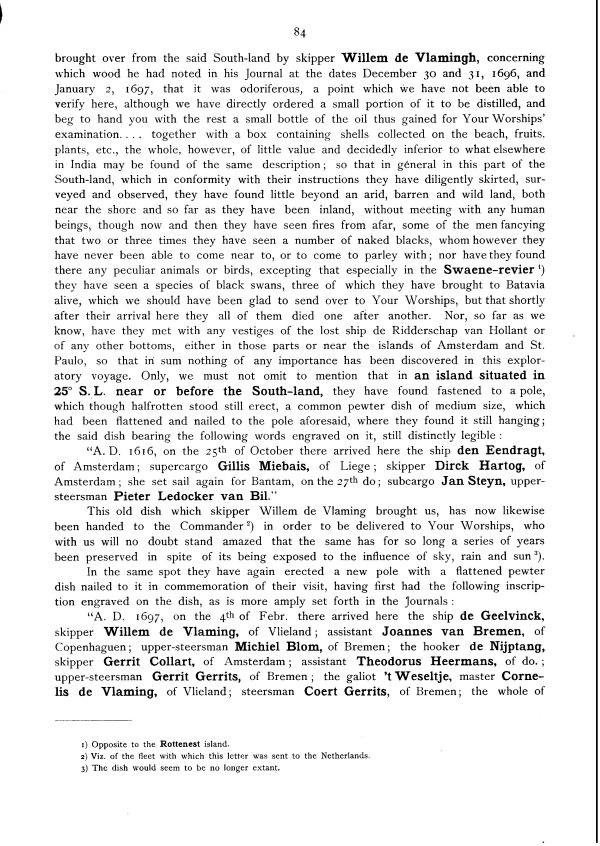 84
brought over from the said South-land by skipper Willem de Vlamingh, concerning
which wood he had noted in his Journal at the dates December 30 and 31, 1696, and
January 2, 1697, that it was odoriferous, a point which we have not been able to
verify here, although we have directly ordered a small portion of it to be distilled, and
beg to hand you with the rest a small bottle of the oil thus gained for Your Worships'
examination.... together with a box containing shells collected on the beach, fruits.
plants, etc., the whole, however, of little value and decidedly inferior to what elsewhere
in India may be found of the same description; so that in géneral in this part of the
South-land, which in conformity with their instructions they have diligently skirted, sur-
veyed and observed, they have found little beyond an arid, barren and wild land, both
near the shore and so far as they have been inland, without meeting with any human
beings, though now and then they have seen fires from afar, some of the men fancying
that two or three times they have seen a number of naked blacks, whom however they
have never been able to come near to, or to come to parley with; nor have they found
there any peculiar animals or birds, excepting that especially in the Swaene-revier ¹)
they have seen a species of black swans, three of which they have brought to Batavia
alive, which we should have been glad to send over to Your Worships, but that shortly
after their arrival here they all of them died one after another. Nor, so far as we
know, have they met with any vestiges of the lost ship de Ridderschap van Hollant or
of any other bottoms, either in those parts or near the islands of Amsterdam and St.
Paulo, so that in sum nothing of any importance has been discovered in this explor-
atory voyage. Only, we must not omit to mention that in an island situated in
25° S. L. near or before the South-land, they have found fastened to a pole,
which though halfrotten stood still erect, a common pewter dish of medium size, which
had been flattened and nailed to the pole aforesaid, where they found it still hanging;
the said dish bearing the following words engraved on it, still distinctly legible:
"A. D. 1616, on the 25th of October there arrived here the ship den Eendragt,
of Amsterdam; supercargo Gillis Miebais, of Liege; skipper Dirck Hartog, of
Amsterdam; she set sail again for Bantam, on the 27th do; subcargo Jan Steyn, upper-
steersman Pieter Ledocker van Bil."
This old dish which skipper Willem de Vlaming brought us, has now likewise
been handed to the Commander ²) in order to be delivered to Your Worships, who
with us will no doubt stand amazed that the same has for so long a series of years
been preserved in spite of its being exposed to the influence of sky, rain and sun ³).
In the same spot they have again erected a new pole with a flattened pewter
dish nailed to it in commemoration of their visit, having first had the following inscrip-
tion engraved on the dish, as is more amply set forth in the Journals:
"A. D. 1697, on the 4th of Febr. there arrived here the ship de Geelvinck,
skipper Willem de Vlaming, of Vlieland; assistant Joannes van Bremen, of
Copenhaguen; upper-steersman Michiel Blom, of Bremen; the hooker de Nijptang,
skipper Gerrit Collart, of Amsterdam; assistant Theodorus Heermans, of do.;
upper-steersman Gerrit Gerrits, of Bremen; the galiot 't Weseltje, master Corne-
lis de Vlaming, of Vlieland; steersman Coert Gerrits, of Bremen; the whole of
1) Opposite to the Rottenest island.
2) Viz. of the fleet with which this letter was sent to the Netherlands.
3) The dish would seem to be no longer extant.